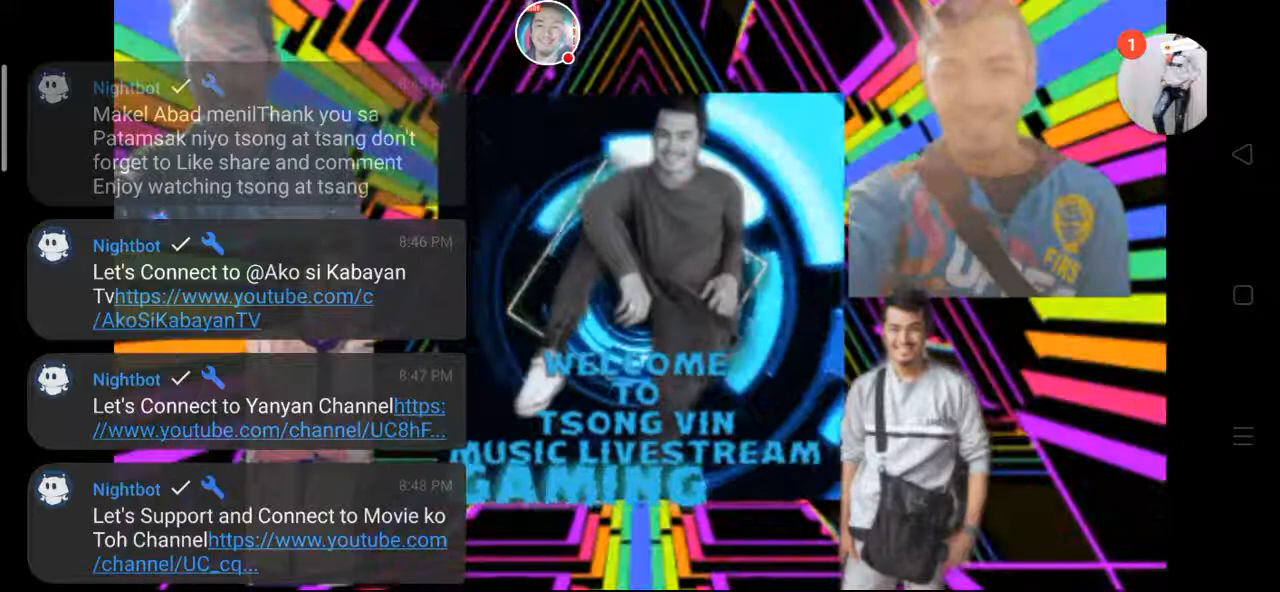 Nightbot
Makel Abad menilThank you sa
Patamsak niyo tsong at tsang don't
forget to Like share and comment
Enjoy watching tsong at tsang
Nightbot 8:46 PM
Let's Connect to @Ako si Kabayan
Tvhttps://www.youtube.com/c
/AkoSiKabayanTV
Nightbot 8:47 PM
Let's Connect to Yanyan Channelhttps:
//www.youtube.com/channel/UC8hF...
Nightbot 8:48 PM
Let's Support and Connect to Movie ko
Toh Channelhttps://www.youtube.com
/channel/UC_cq...
WELCOME
TO
TSONG VIN
MUSIC LIVESTREAM
GAMING
1
FIRS